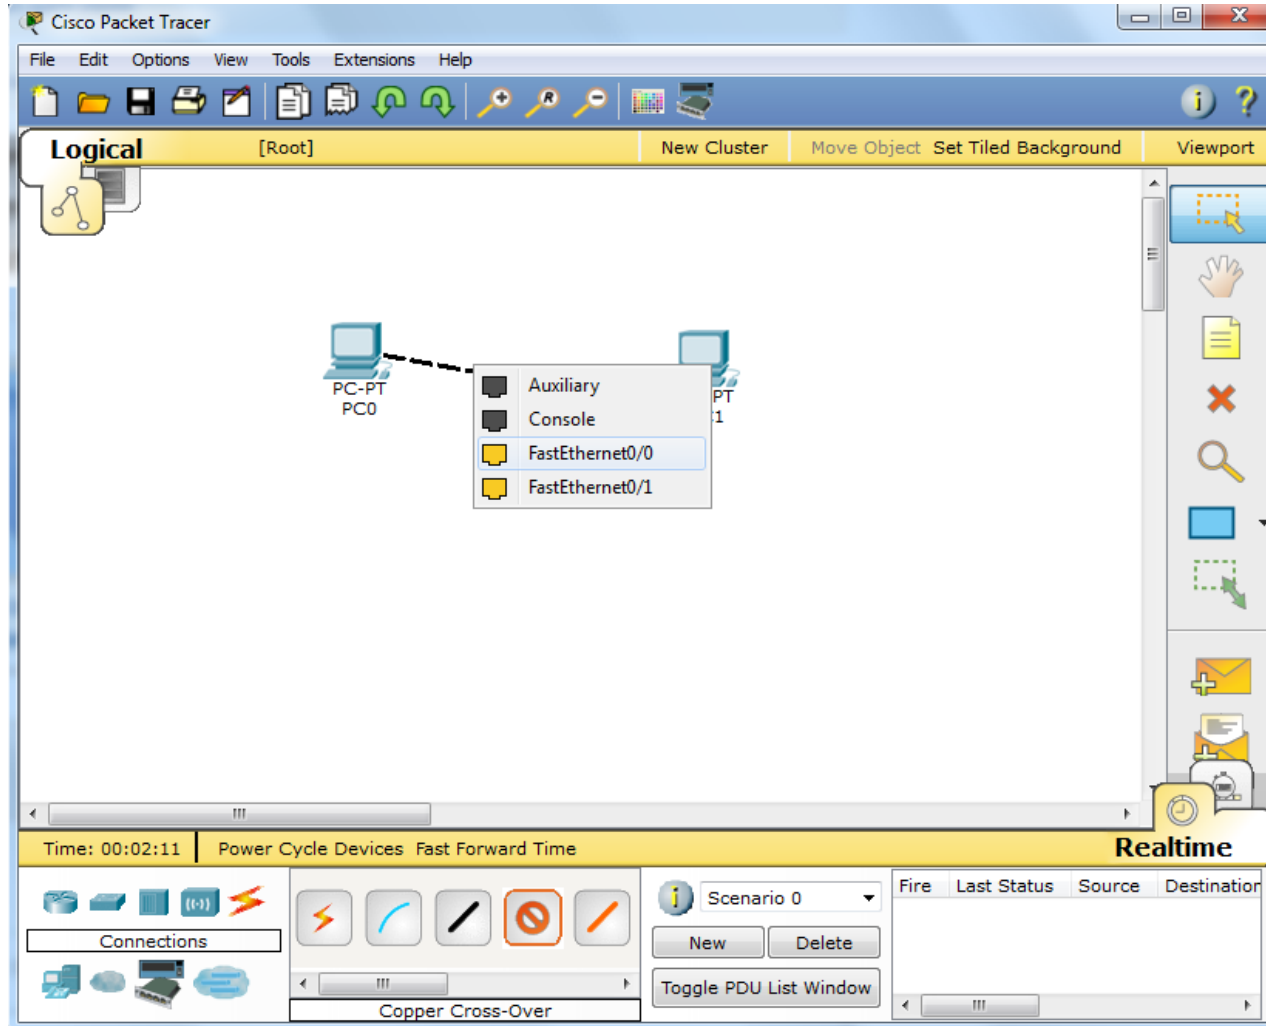 Cisco Packet Tracer
File Edit Options View Tools Extensions Help
Logical [Root] New Cluster Move Object Set Tiled Background Viewport
PC-PT
PC0
PT
Auxiliary
Console
FastEthernet0/0
FastEthernet0/1
Time: 00:02:11 Power Cycle Devices Fast Forward Time Realtime
Connections
Copper Cross-Over
Scenario 0
New Delete
Toggle PDU List Window
Fire Last Status Source Destination